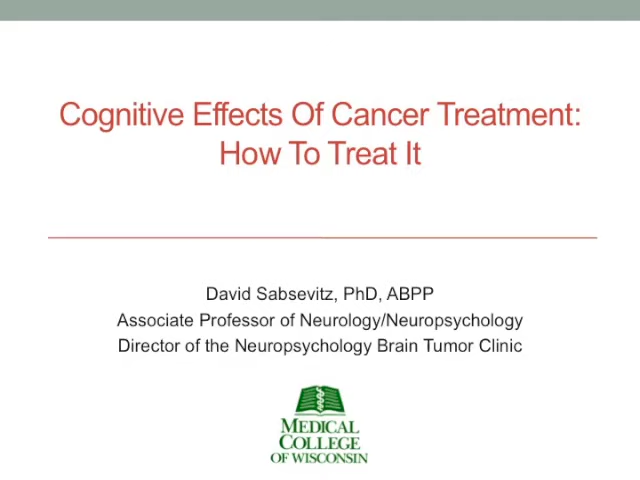 Cognitive Effects Of Cancer Treatment:
How To Treat It
David Sabsevitz, PhD, ABPP
Associate Professor of Neurology/Neuropsychology
Director of the Neuropsychology Brain Tumor Clinic
MEDICAL
COLLEGE
OF WISCONSIN